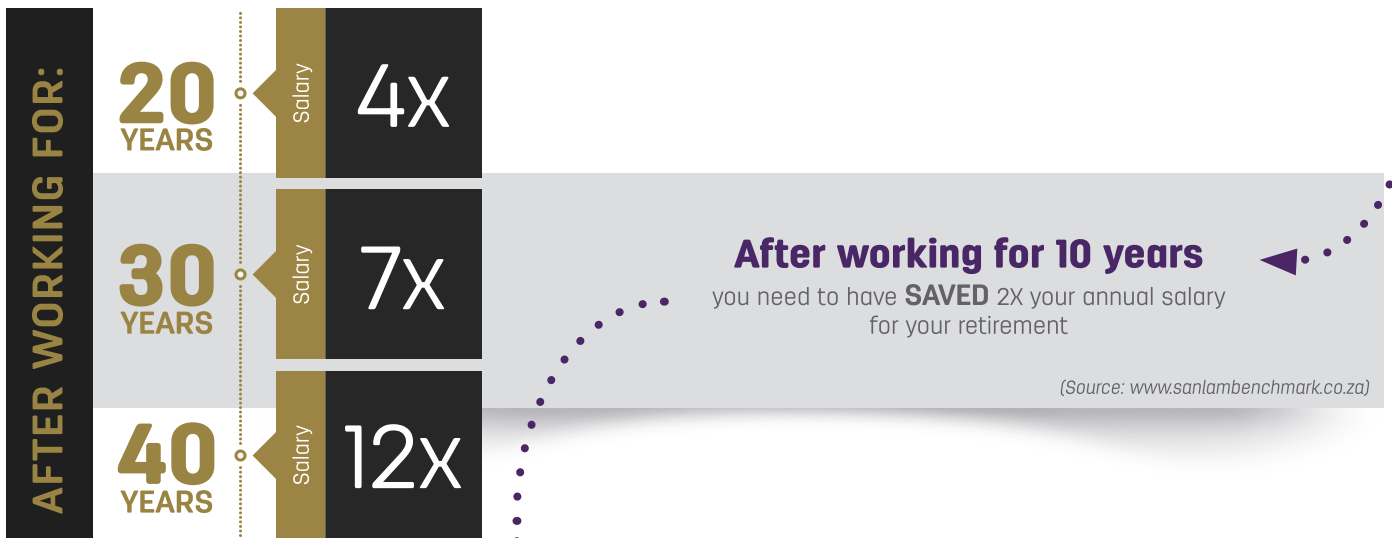 AFTER WORKING FOR:
20
YEARS
Salary
4x
30
YEARS
Salary
7x
40
YEARS
Salary
12x
After working for 10 years
you need to have SAVED 2X your annual salary
for your retirement
(Source: www.sanlambenchmark.co.za)